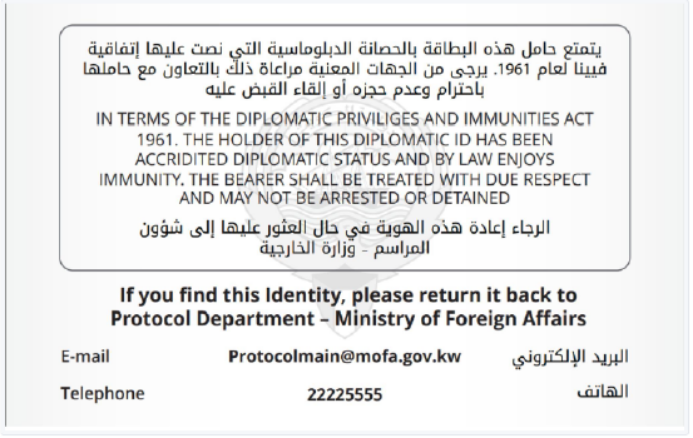 يتمتع حامل هذه البطاقة بالحصانة الدبلوماسية التي نصت عليها إتفاقية
فيينا لعام 1961. يرجى من الجهات المعنية مراعاة ذلك بالتعاون مع حاملها
باحترام وعدم حجزه أو إلقاء القبض عليه
IN TERMS OF THE DIPLOMATIC PRIVILIGES AND IMMUNITIES ACT
1961. THE HOLDER OF THIS DIPLOMATIC ID HAS BEEN
ACCRIDITED DIPLOMATIC STATUS AND BY LAW ENJOYS
IMMUNITY. THE BEARER SHALL BE TREATED WITH DUE RESPECT
AND MAY NOT BE ARRESTED OR DETAINED
الرجاء إعادة هذه الهوية في حال العثور عليها إلى شؤون
المراسم - وزارة الخارجية
If you find this Identity, please return it back to
Protocol Department – Ministry of Foreign Affairs
E-mail Protocolmain@mofa.gov.kw البريد الإلكتروني
Telephone 22225555 الهاتف